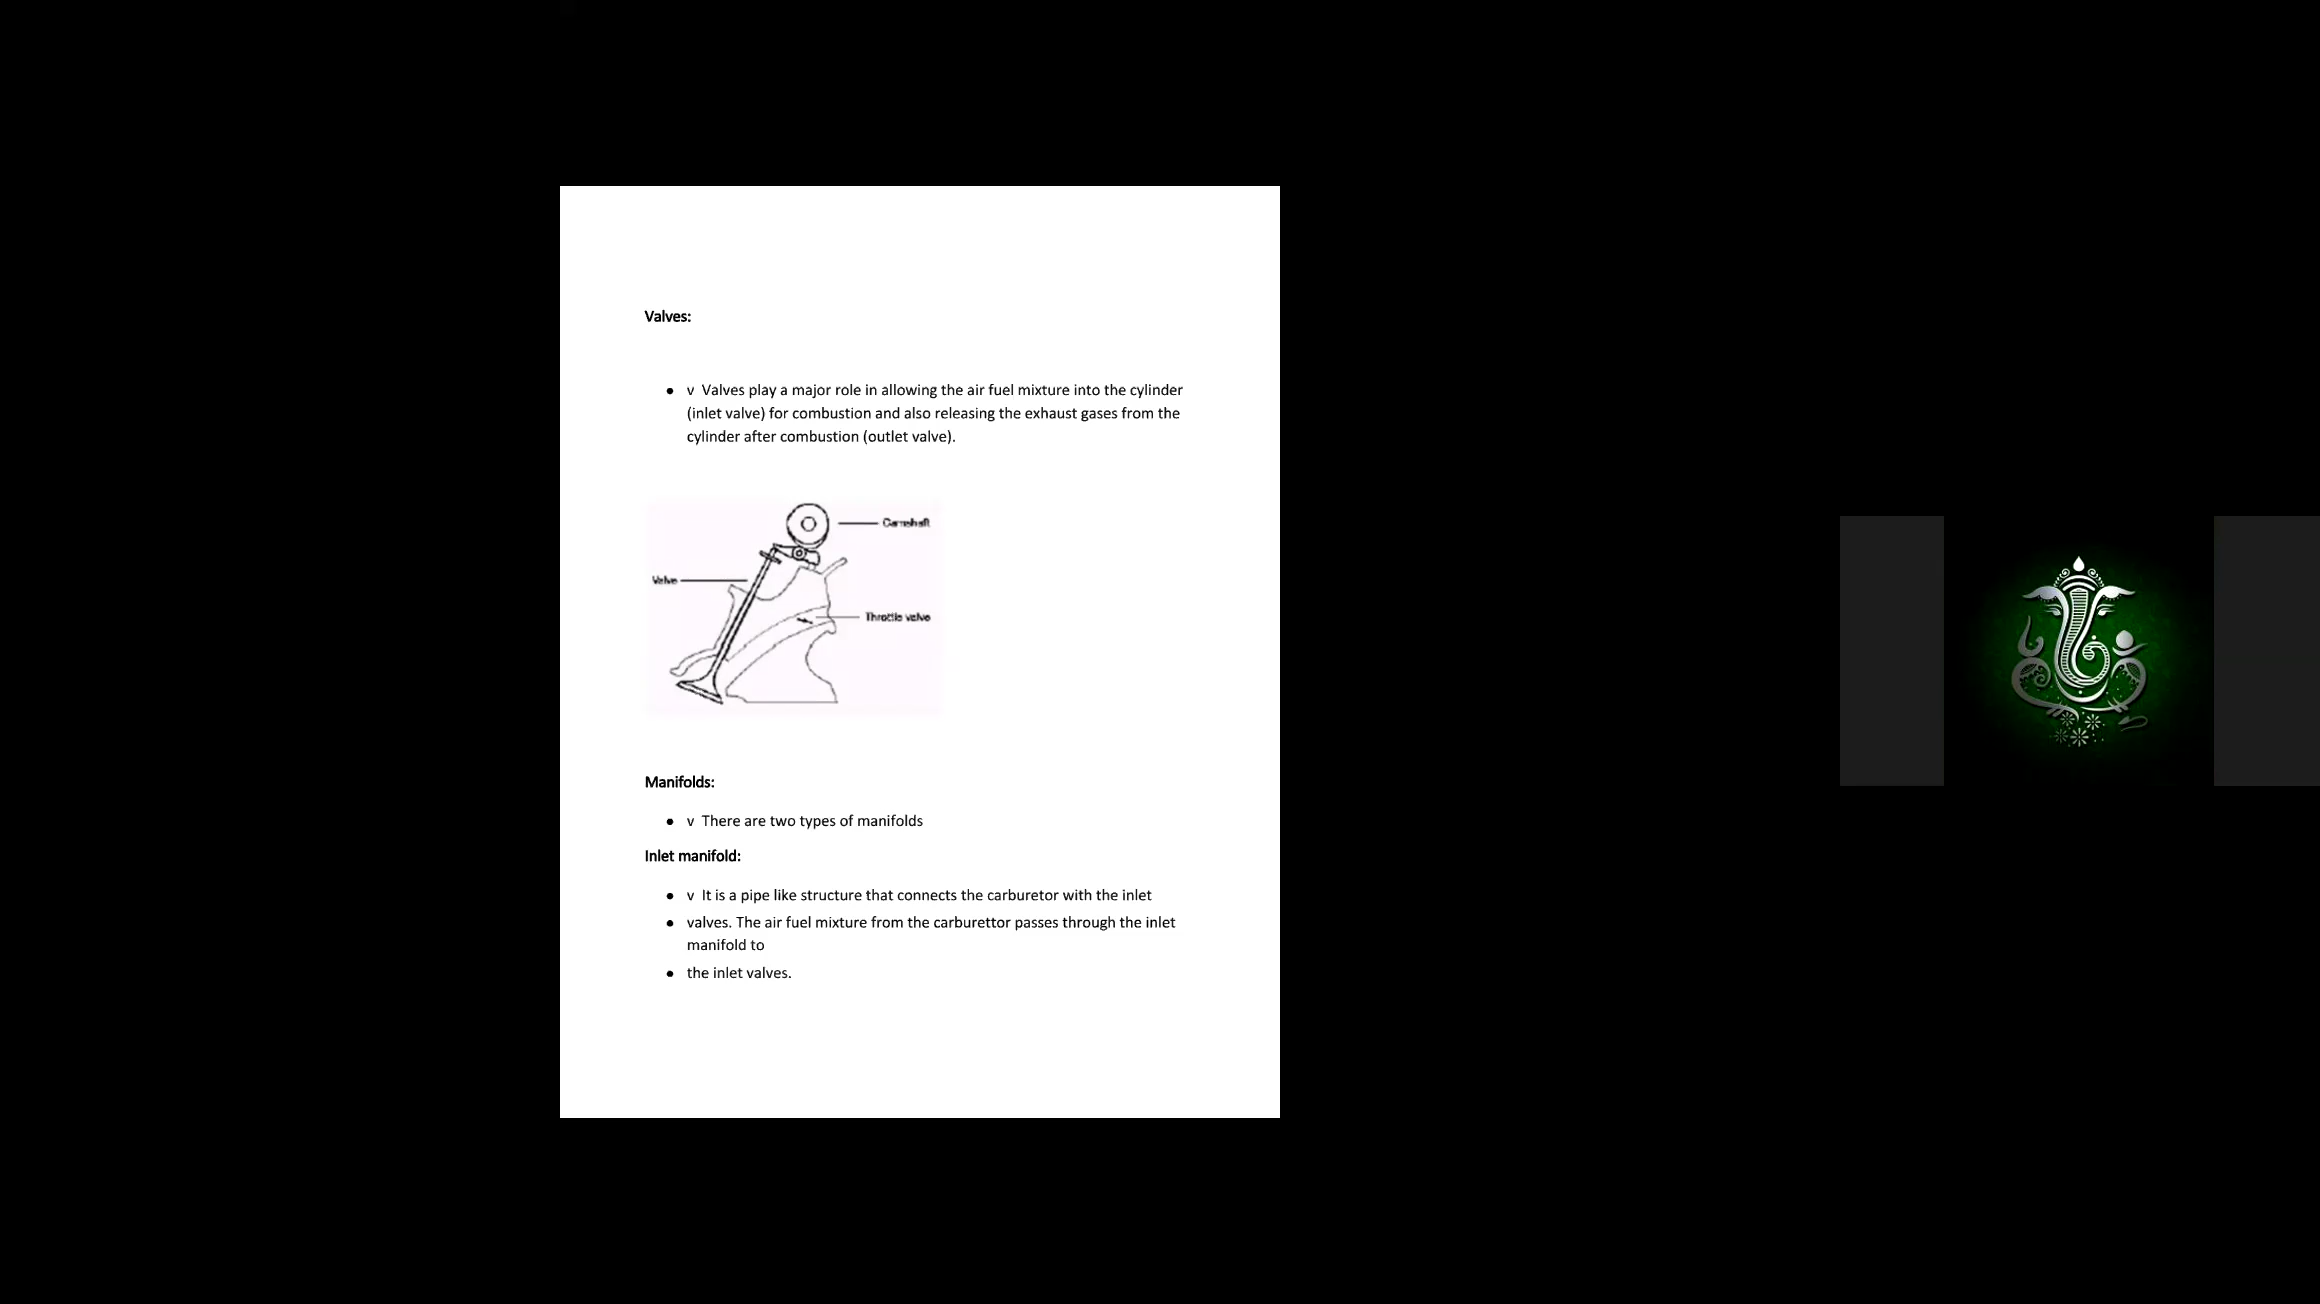 Valves:
● v Valves play a major role in allowing the air fuel mixture into the cylinder
(inlet valve) for combustion and also releasing the exhaust gases from the
cylinder after combustion (outlet valve).
Camshaft
Valve
Throttle valve
Manifolds:
● v There are two types of manifolds
Inlet manifold:
● v It is a pipe like structure that connects the carburetor with the inlet
● valves. The air fuel mixture from the carburettor passes through the inlet
manifold to
● the inlet valves.